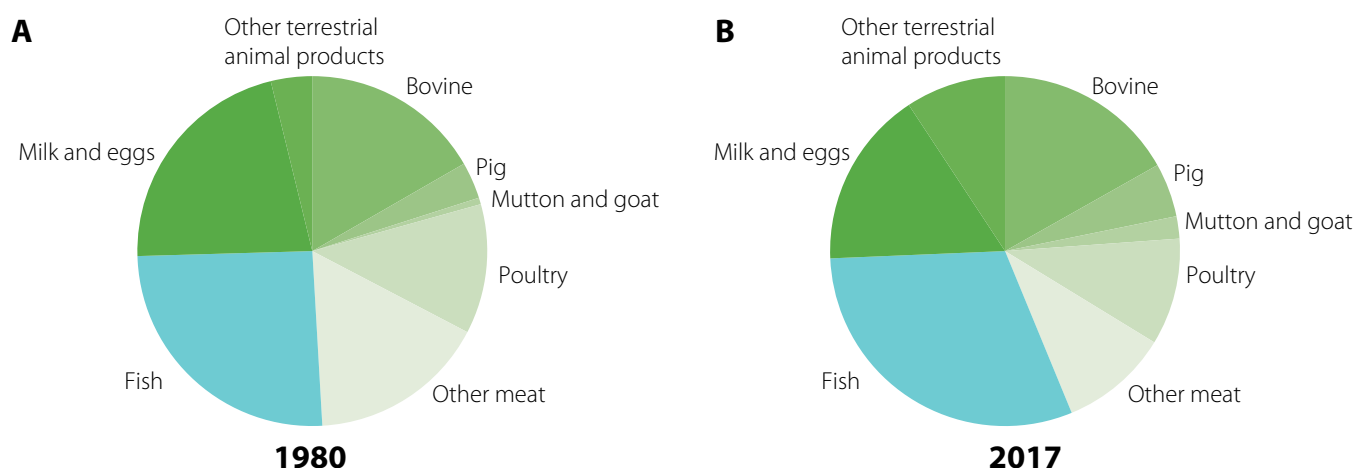 A
Other terrestrial
animal products
Bovine
Pig
Mutton and goat
Poultry
Other meat
Fish
Milk and eggs
1980
B
Other terrestrial
animal products
Bovine
Pig
Mutton and goat
Poultry
Other meat
Fish
Milk and eggs
2017